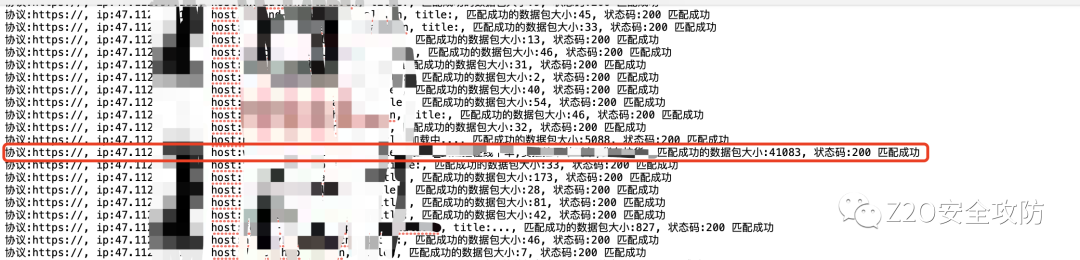 协议:https://, ip:47.112 host title:, 匹配成功的数据包大小:45, 状态码:200 匹配成功
协议:https://, ip:47.112 host title:, 匹配成功的数据包大小:33, 状态码:200 匹配成功
协议:https://, ip:47.112 host 匹配成功的数据包大小:13, 状态码:200 匹配成功
协议:https://, ip:47.112 host 匹配成功的数据包大小:46, 状态码:200 匹配成功
协议:https://, ip:47.112 host 匹配成功的数据包大小:31, 状态码:200 匹配成功
协议:https://, ip:47.112 host 匹配成功的数据包大小:2, 状态码:200 匹配成功
协议:https://, ip:47.112 host 匹配成功的数据包大小:40, 状态码:200 匹配成功
协议:https://, ip:47.112 host 匹配成功的数据包大小:54, 状态码:200 匹配成功
协议:https://, ip:47.112 host 匹配成功的数据包大小:46, 状态码:200 匹配成功
协议:https://, ip:47.112 host 匹配成功的数据包大小:32, 状态码:200 匹配成功
协议:https://, ip:47.112 host 加载中..., 匹配成功的数据包大小:5088, 状态码:200 匹配成功
协议:https://, ip:47.112 host: 匹配成功的数据包大小:41083, 状态码:200 匹配成功
协议:https://, ip:47.112 host 匹配成功的数据包大小:33, 状态码:200 匹配成功
协议:https://, ip:47.112 host 匹配成功的数据包大小:173, 状态码:200 匹配成功
协议:https://, ip:47.112 host 匹配成功的数据包大小:28, 状态码:200 匹配成功
协议:https://, ip:47.112 host 匹配成功的数据包大小:81, 状态码:200 匹配成功
协议:https://, ip:47.112 host 匹配成功的数据包大小:42, 状态码:200 匹配成功
协议:https://, ip:47.112 host title:..., 匹配成功的数据包大小:827, 状态码:200 匹配成功
协议:https://, ip:47.112 host 匹配成功的数据包大小:46, 状态码:200 匹配成功
协议:https://, ip:47.112 host 匹配成功的数据包大小:7, 状态码:200 匹配成功
Z2O安全攻防